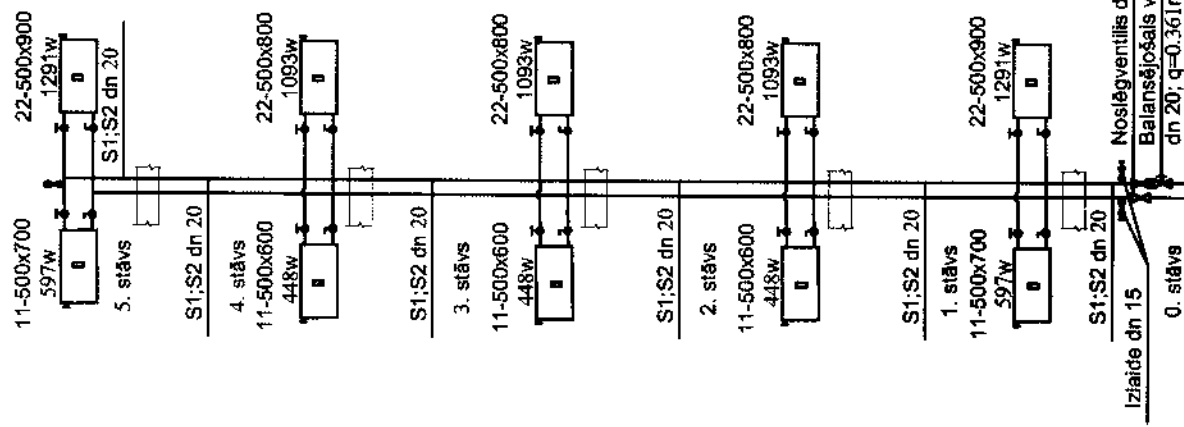 22-500x900
1291w
S1;S2 dn 20
11-500x700
597w
5. stāvs
22-500x800
1093w
S1;S2 dn 20
4. stāvs
11-500x600
448w
22-500x800
1093w
S1;S2 dn 20
3. stāvs
11-500x600
448w
22-500x800
1093w
S1;S2 dn 20
2. stāvs
11-500x600
448w
22-500x900
1291w
S1;S2 dn 20
1. stāvs
11-500x700
597w
S1;S2 dn 20
Noslēgventilis d
Balansējošais v
dn 20; q=0.361
Izlaide dn 15
0. stāvs